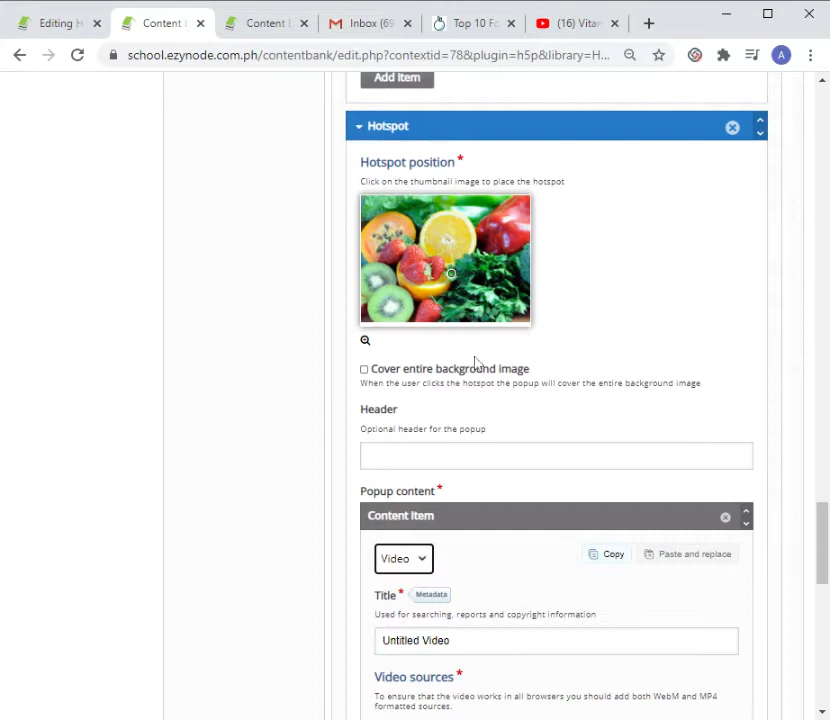 Editing H
Content
Content b
Inbox (69
Top 10 Fo
(16) Vitan
school.ezynode.com.ph/contentbank/edit.php?contextid=78&plugin=h5p&library=H...
A
Add Item
Hotspot
Hotspot position *
Click on the thumbnail image to place the hotspot
Cover entire background image
When the user clicks the hotspot the popup will cover the entire background image
Header
Optional header for the popup
Popup content *
Content Item
Video
Copy
Paste and replace
Title * Metadata
Used for searching, reports and copyright information
Untitled Video
Video sources *
To ensure that the video works in all browsers you should add both WebM and MP4
formatted sources.